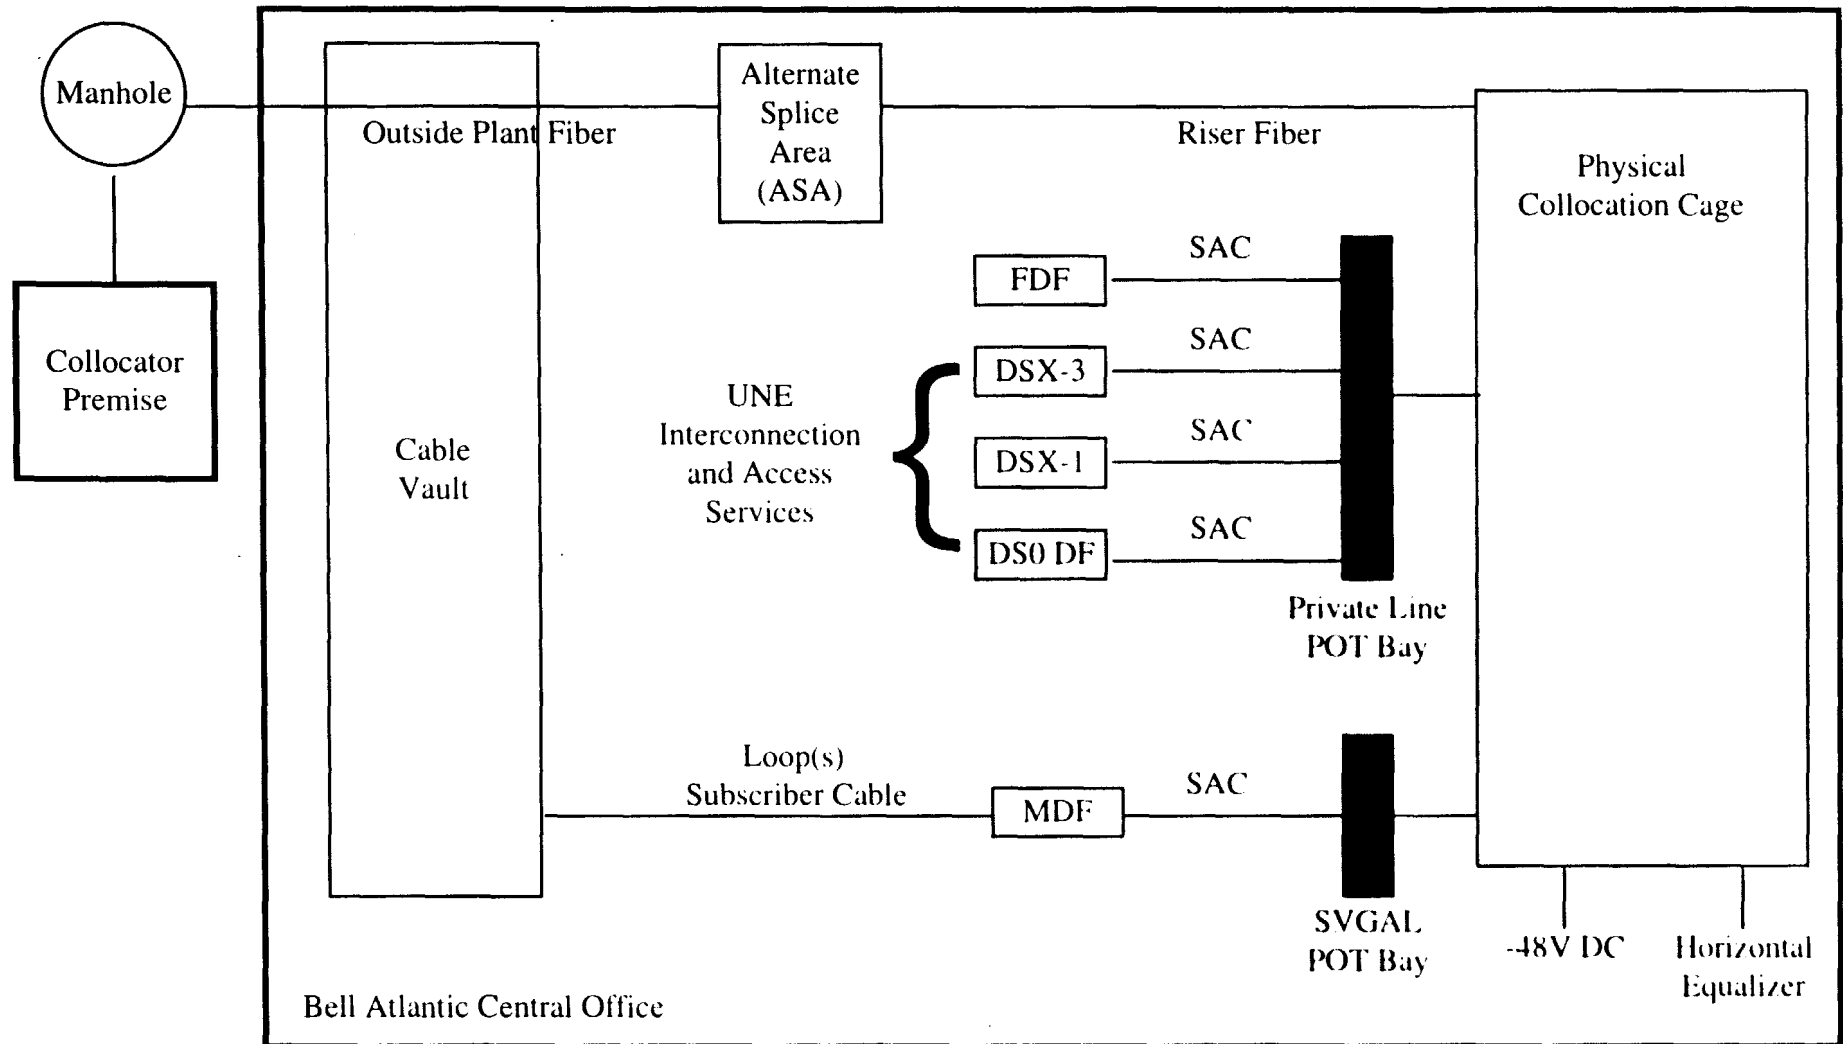 Manhole
Collocator
Premise
Cable
Vault
Outside Plant Fiber
Alternate
Splice
Area
(ASA)
Riser Fiber
Physical
Collocation Cage
UNE
Interconnection
and Access
Services
FDF
SAC
DSX-3
SAC
DSX-1
SAC
DS0 DF
SAC
Private Line
POT Bay
Loop(s)
Subscriber Cable
MDF
SAC
SVGAL
POT Bay
-48V DC
Horizontal
Equalizer
Bell Atlantic Central Office